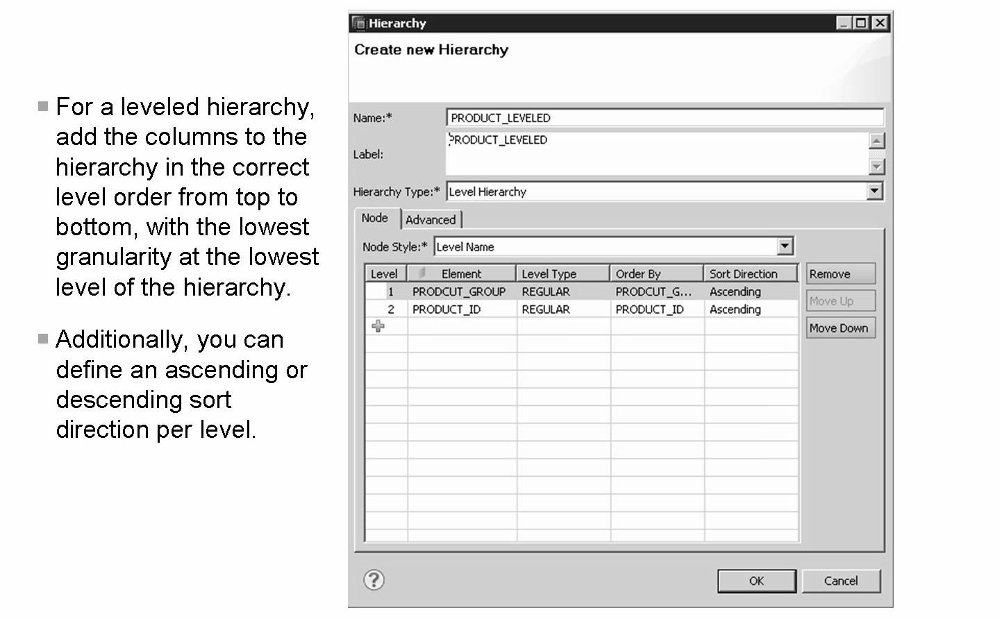 For a leveled hierarchy,
add the columns to the
hierarchy in the correct
level order from top to
bottom, with the lowest
granularity at the lowest
level of the hierarchy.
Additionally, you can
define an ascending or
descending sort
direction per level.
Hierarchy
Create new Hierarchy
Name:* PRODUCT_LEVELED
Label: PRODUCT_LEVELED
Hierarchy Type:* Level Hierarchy
Node Advanced
Node Style:* Level Name
Level Element Level Type Order By Sort Direction Remove
1 PRODCUT_GROUP REGULAR PRODCUT_G... Ascending Move Up
2 PRODUCT_ID REGULAR PRODUCT_ID Ascending
Move Down
OK Cancel